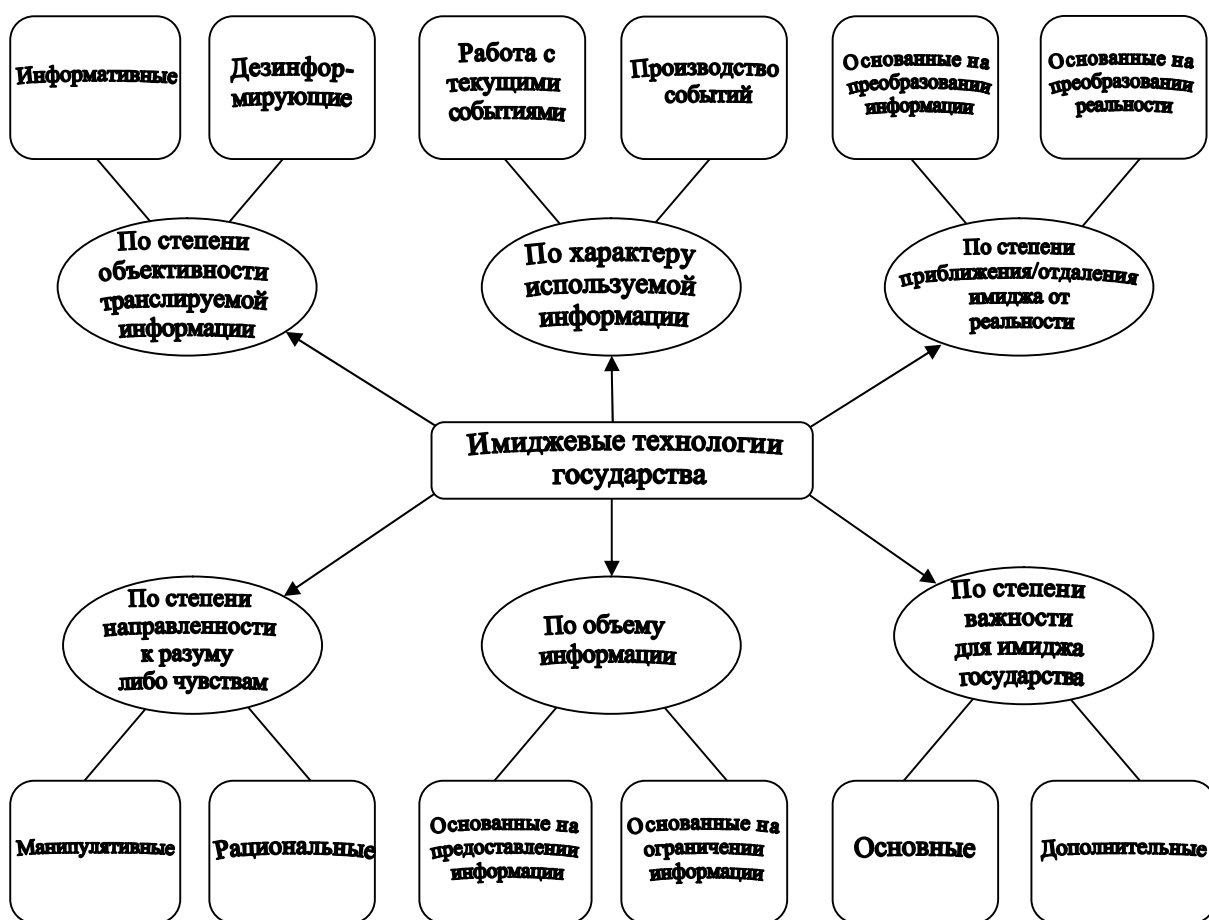 Информативные
Дезинфор-
мирующие
Работа с
текущими
событиями
Производство
событий
Основанные на
преобразовании
информации
Основанные на
преобразовании
реальности
По степени
объективности
транслируемой
информации
По характеру
используемой
информации
По степени
приближения/отдаления
имиджа от
реальности
Имиджевые технологии
государства
По степени
направленности
к разуму
либо чувствам
По объему
информации
По степени
важности
для имиджа
государства
Манипулятивные
Рациональные
Основанные на
предоставлении
информации
Основанные на
ограничении
информации
Основные
Дополнительные